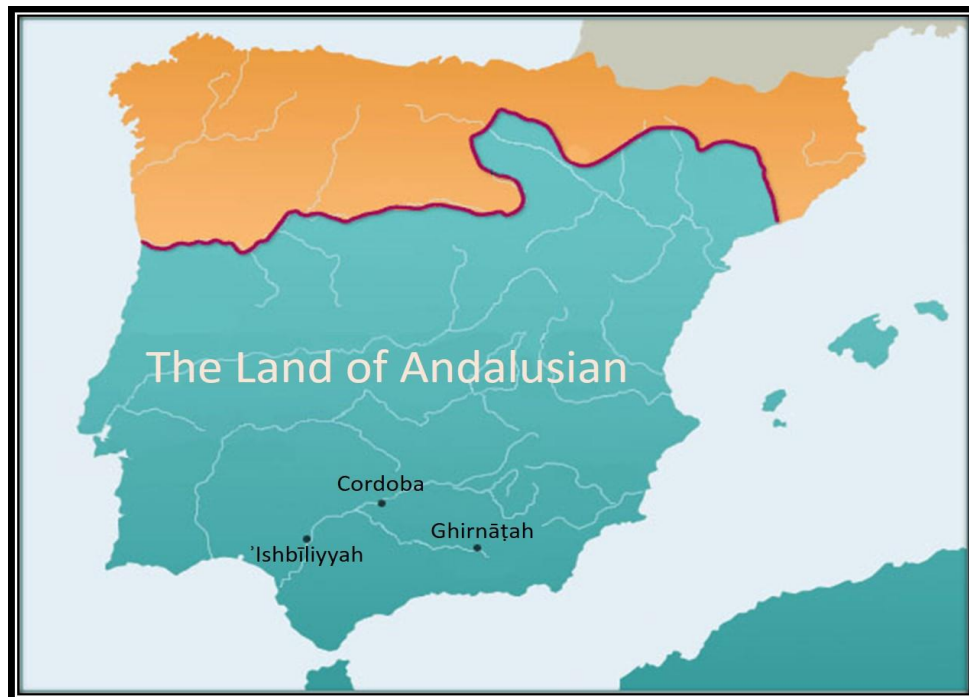 The Land of Andalusian
Cordoba
Ghirnāṭah
ʾIshbīliyyah